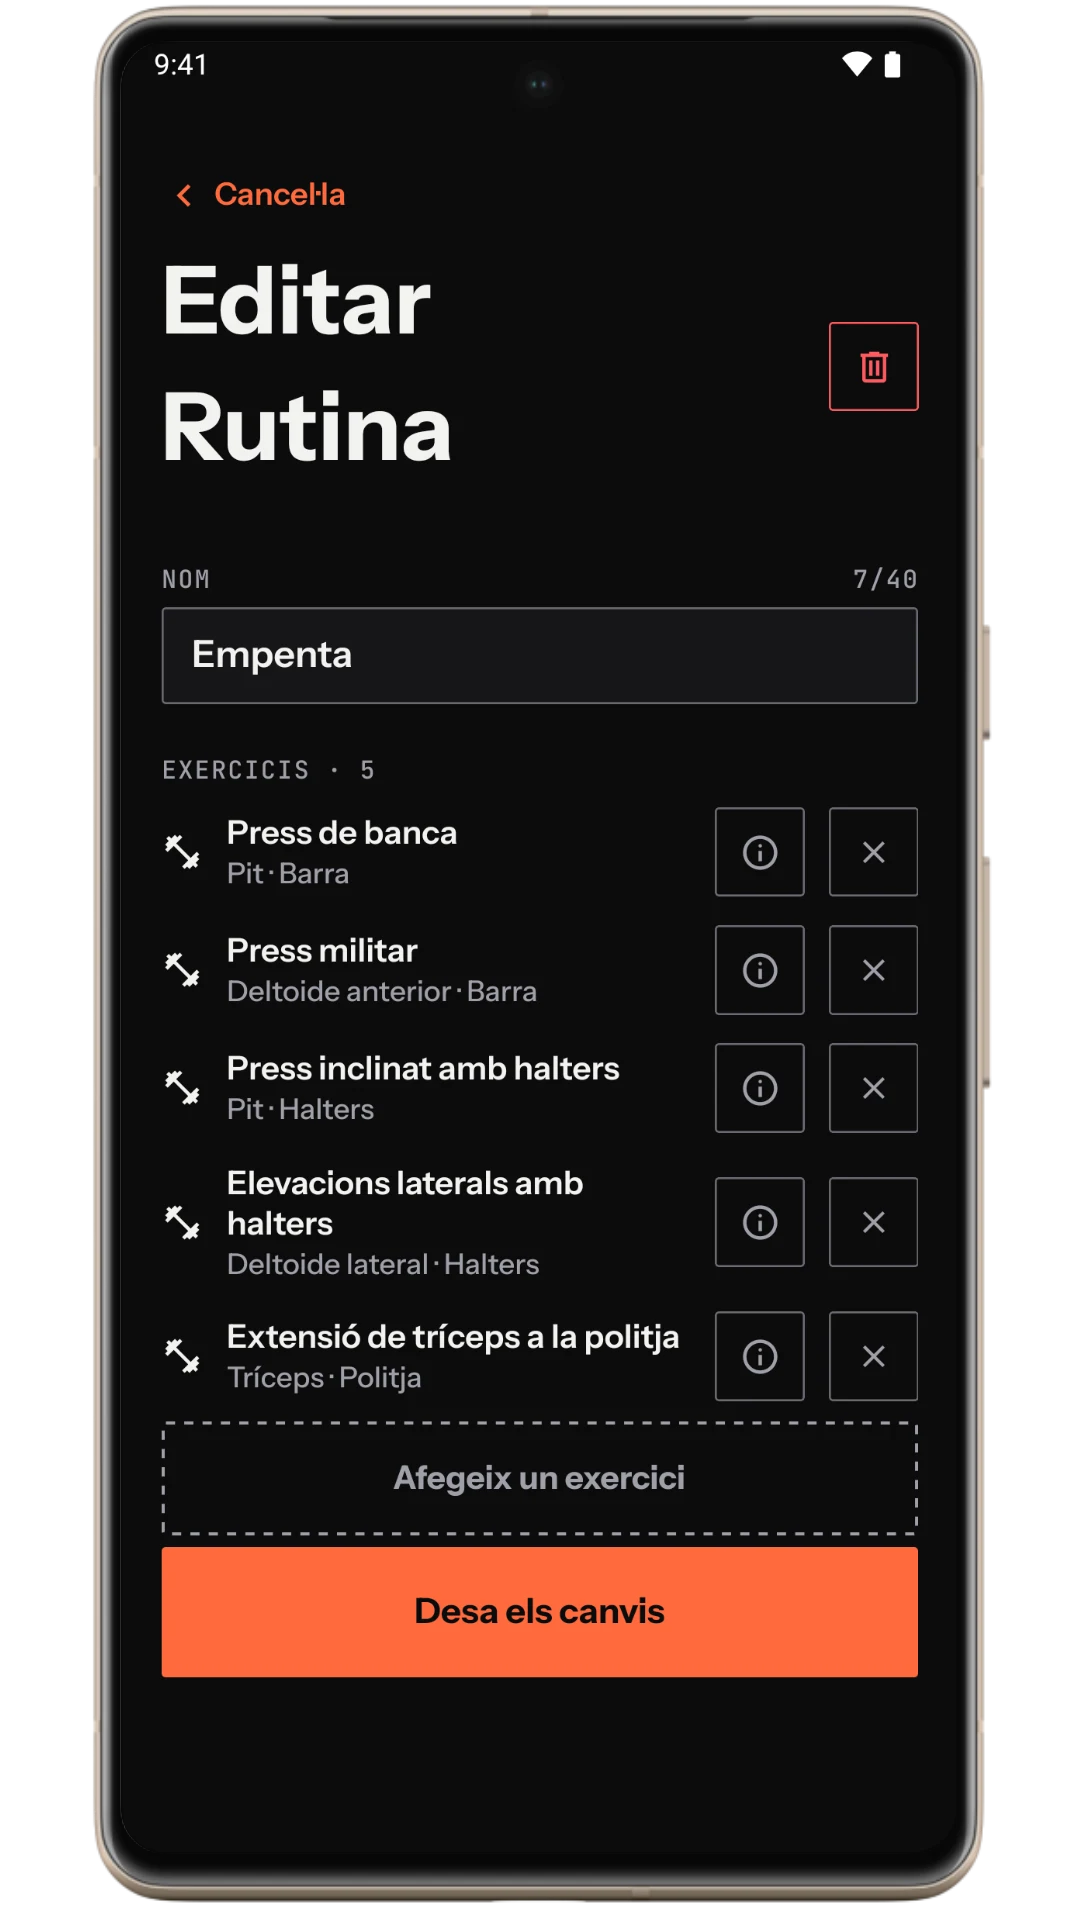 9:41
Cancel·la
Editar
Rutina
NOM
7/40
Empenta
EXERCICIS · 5
Press de banca
Pit · Barra
Press militar
Deltoide anterior · Barra
Press inclinat amb halters
Pit · Halters
Elevacions laterals amb
halters
Deltoide lateral · Halters
Extensió de tríceps a la politja
Tríceps · Politja
Afegeix un exercici
Desa els canvis